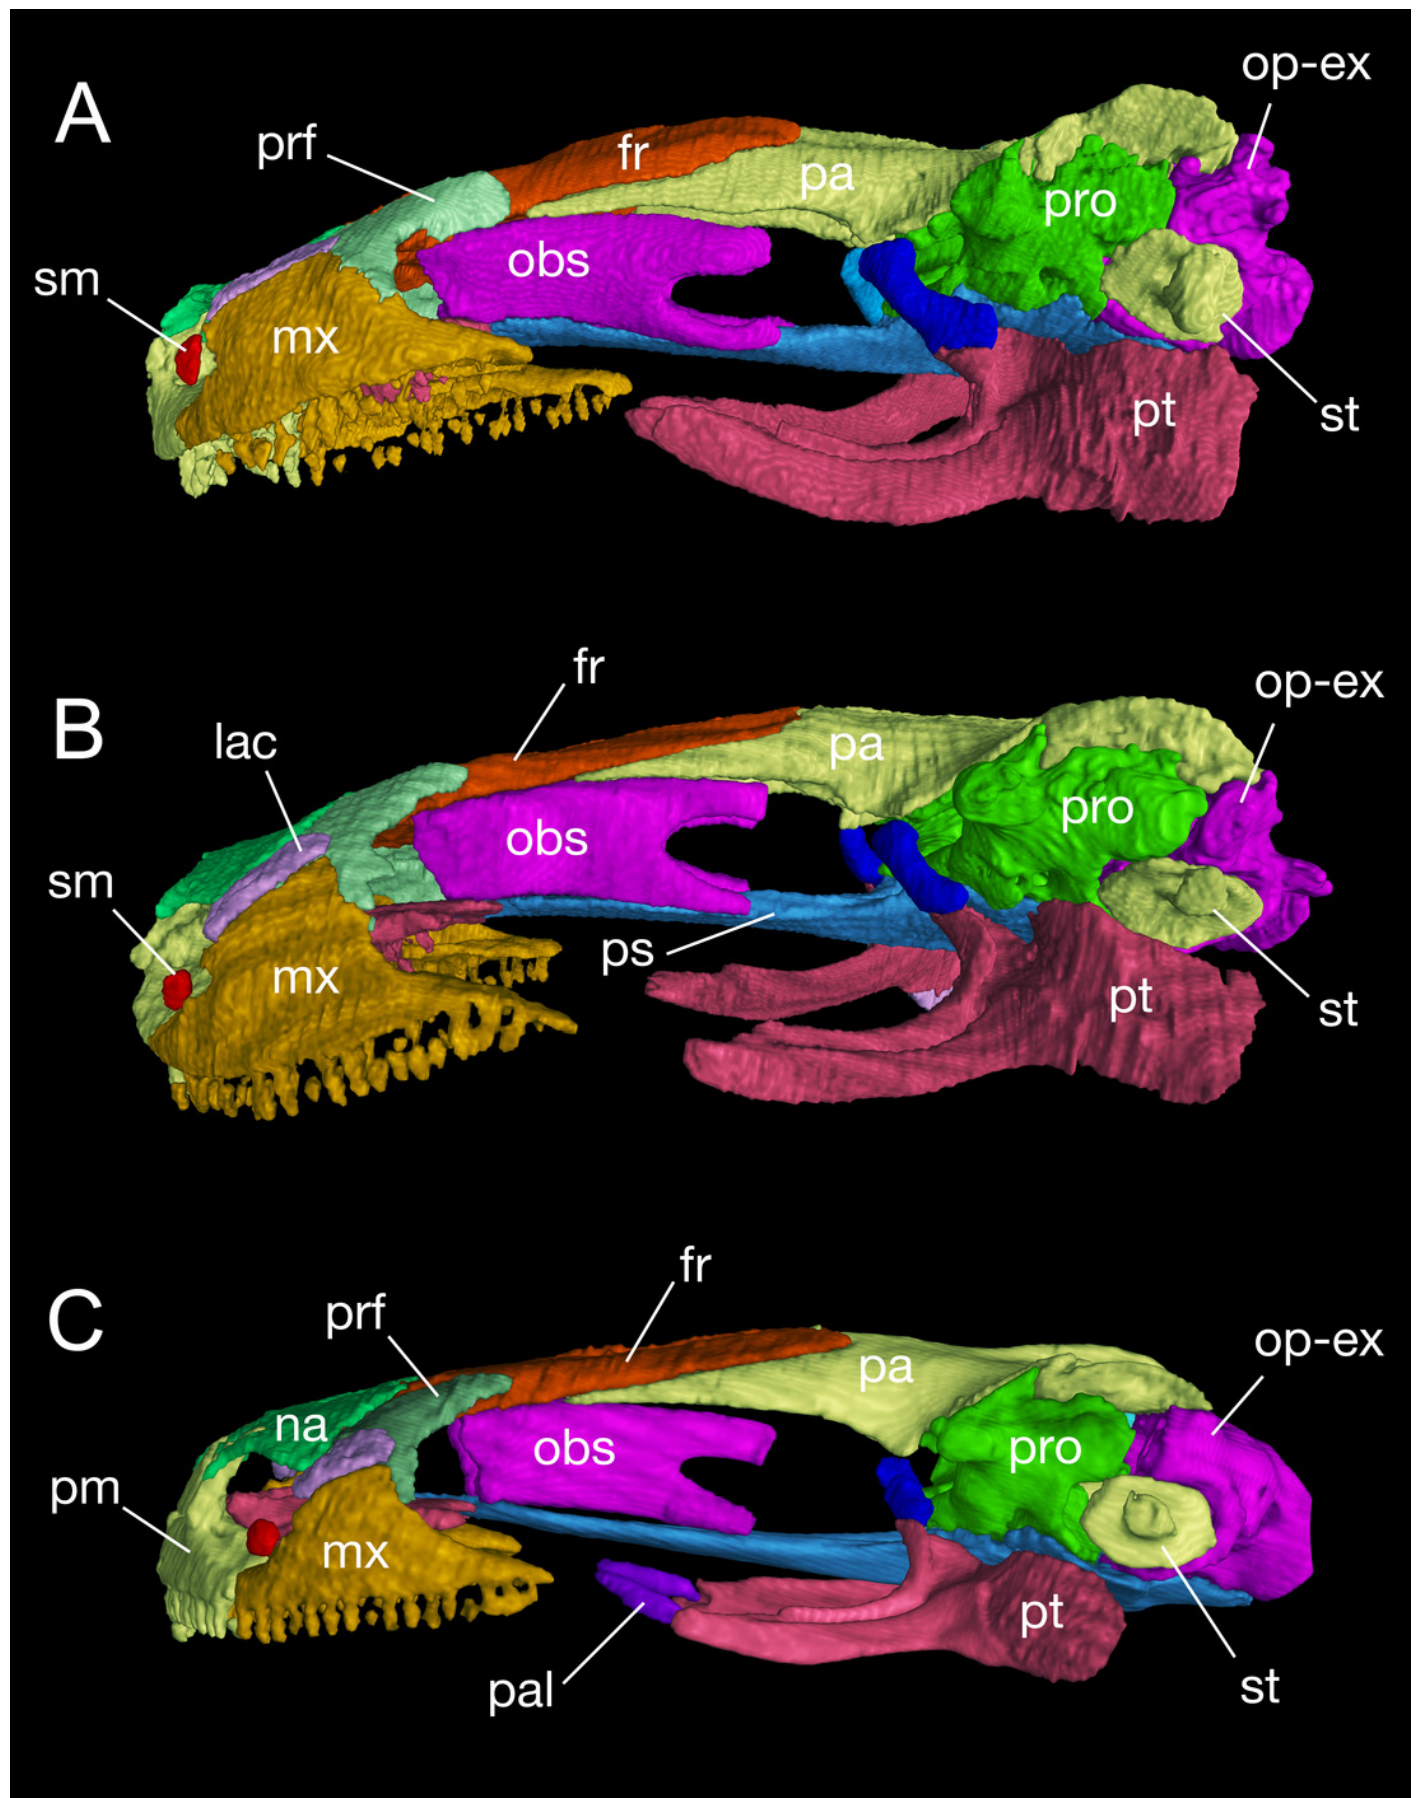 A
op-ex
prf
fr
pa
pro
obs
sm
mx
pt
st
B
fr
op-ex
lac
pa
pro
obs
sm
ps
mx
pt
st
C
fr
prf
op-ex
pa
na
obs
pro
pm
mx
pt
pal
st